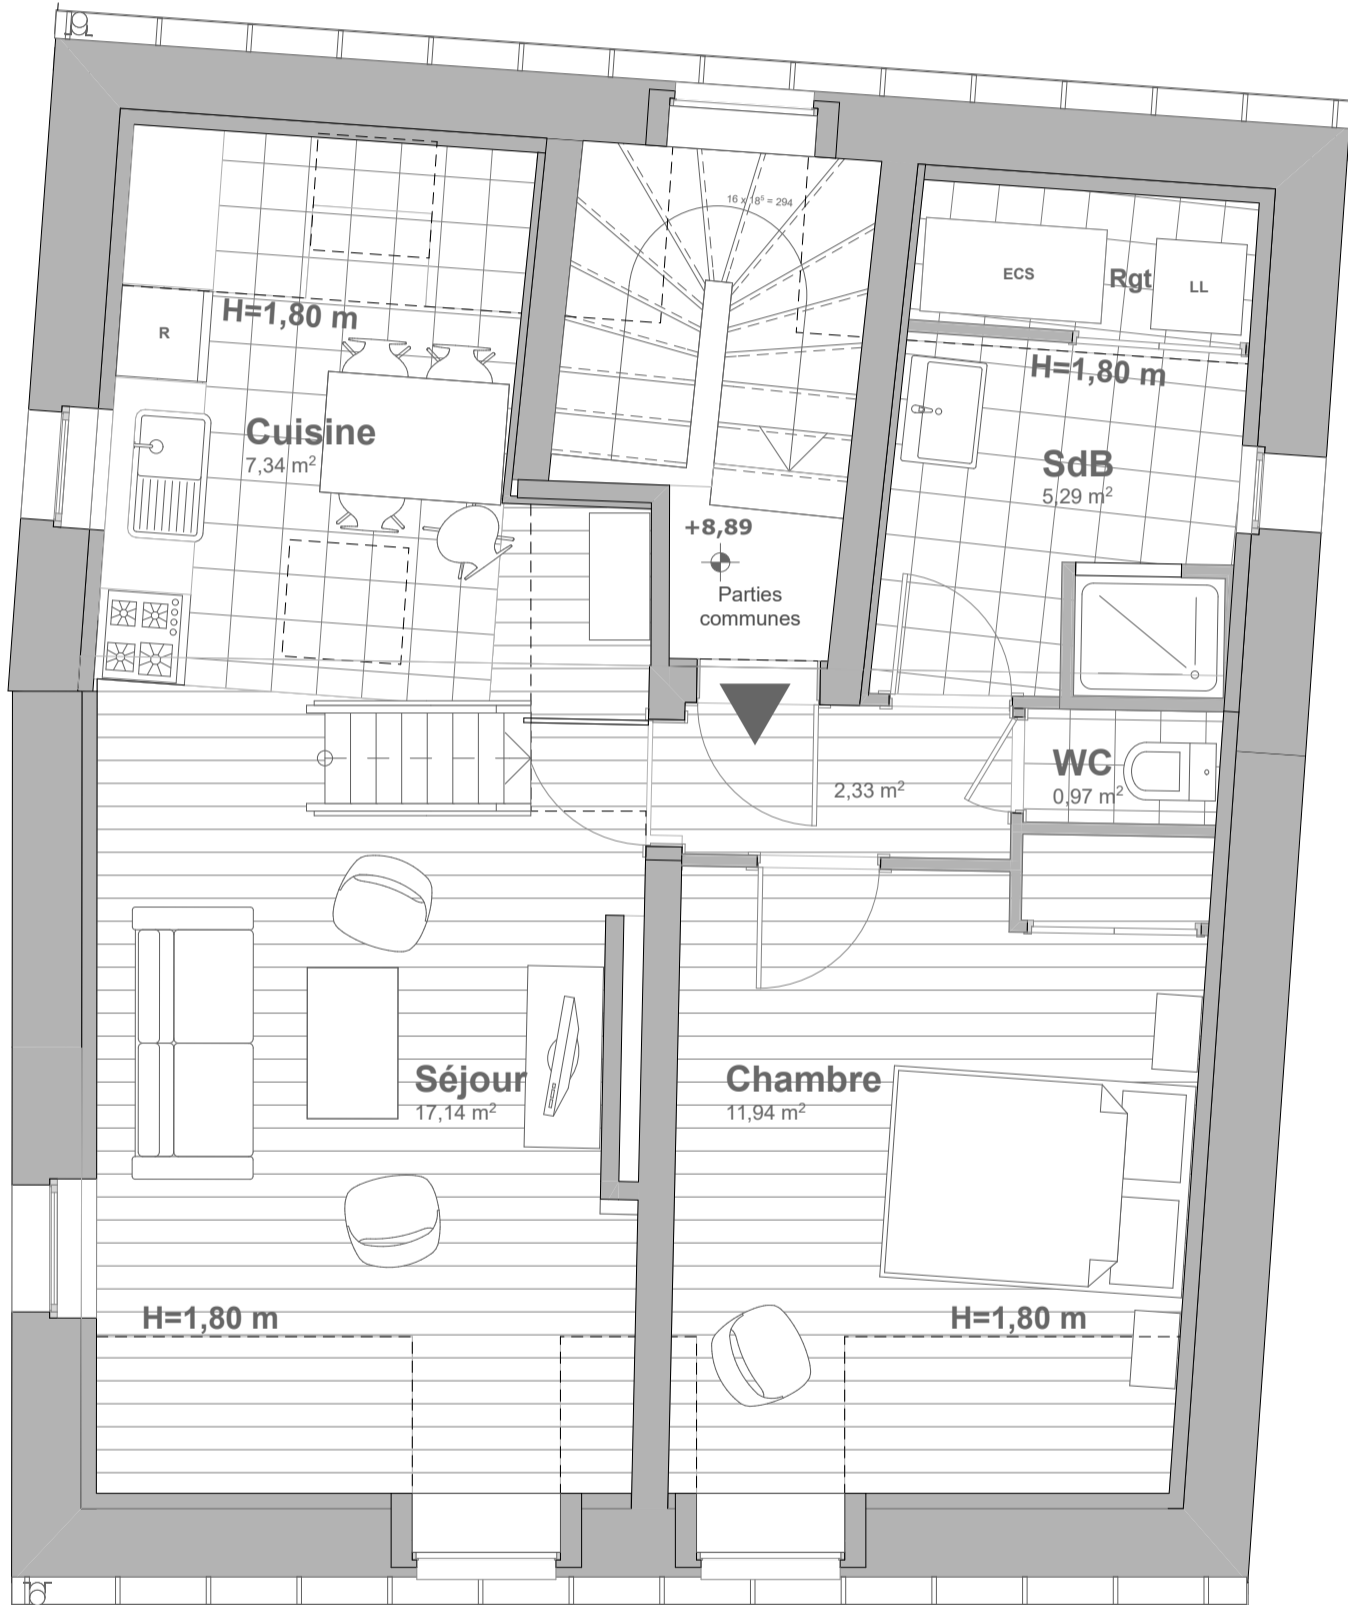 16 x 18⁵ = 294
ECS
Rgt
LL
H=1,80 m
R
H=1,80 m
Cuisine
7,34 m²
SdB
5,29 m²
+8,89
Parties
communes
WC
0,97 m²
2,33 m²
Séjour
17,14 m²
Chambre
11,94 m²
H=1,80 m
H=1,80 m